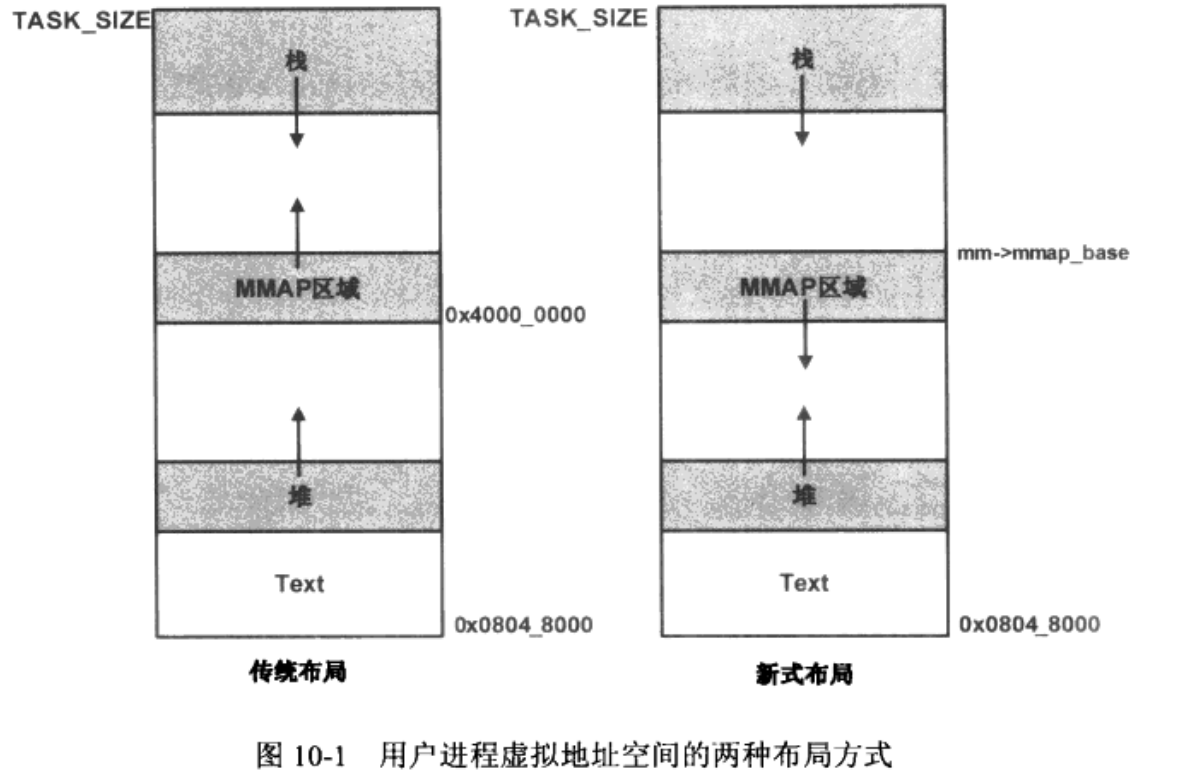 TASK_SIZE
栈
MMAP区域
0x4000_0000
堆
Text
0x0804_8000
传统布局
TASK_SIZE
栈
mm->mmap_base
MMAP区域
堆
Text
0x0804_8000
新式布局
图 10-1 用户进程虚拟地址空间的两种布局方式